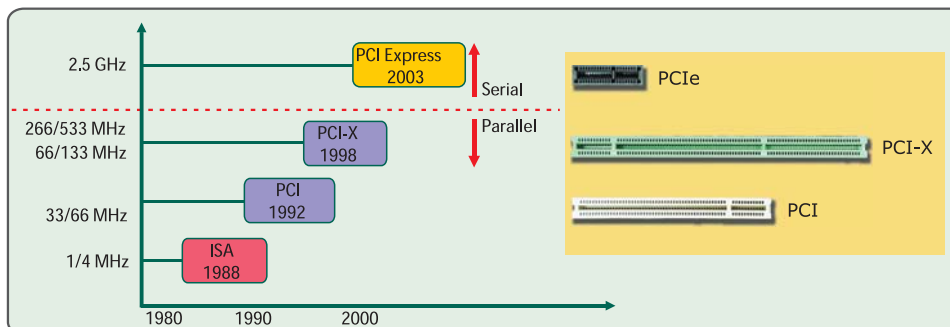 2.5 GHz
PCI Express
2003
Serial
266/533 MHz
66/133 MHz
PCI-X
1998
Parallel
33/66 MHz
PCI
1992
1/4 MHz
ISA
1988
1980
1990
2000
PCIe
PCI-X
PCI